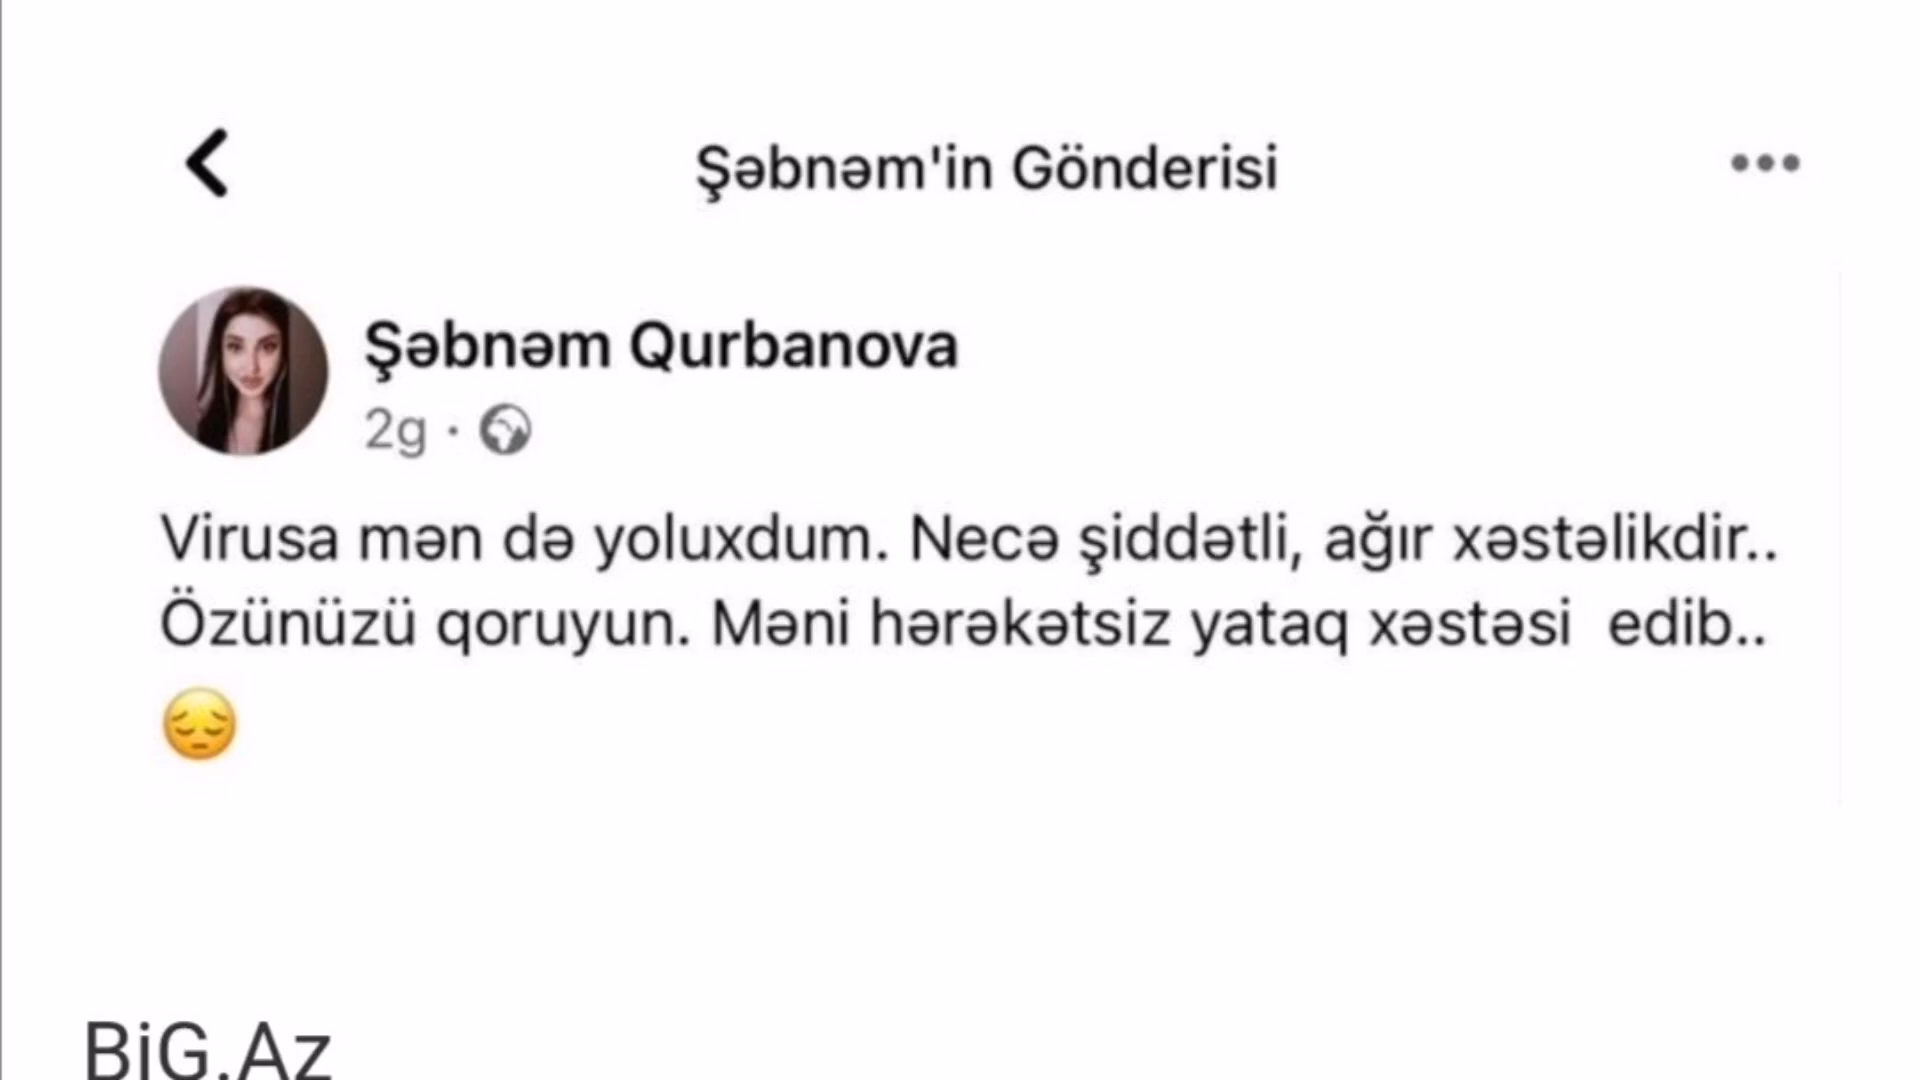 Şəbnəm'in Gönderisi
Şəbnəm Qurbanova
2g ·
Virusa mən də yoluxdum. Necə şiddətli, ağır xəstəlikdir..
Özünüzü qoruyun. Məni hərəkətsiz yataq xəstəsi edib..
😔
BiG.Az